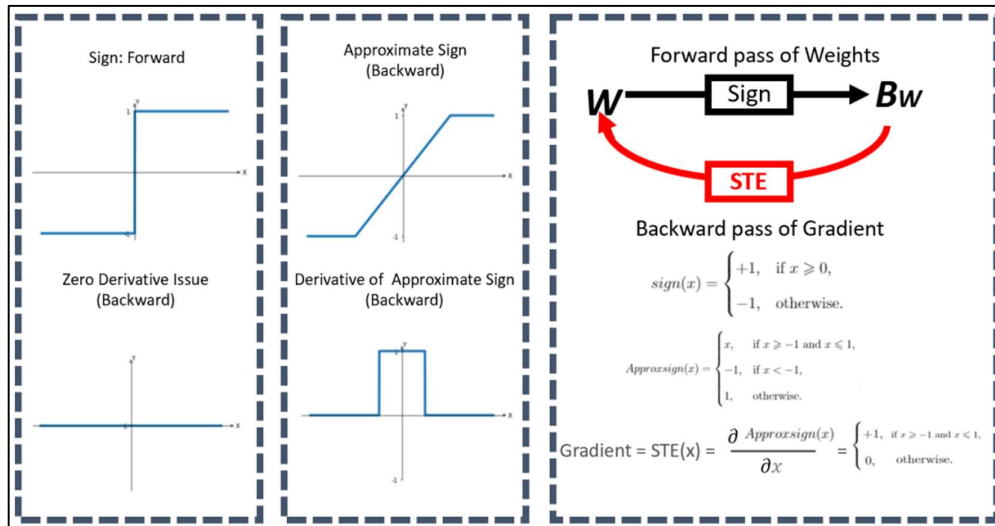 Sign: Forward
Y
1
X
-1
Zero Derivative Issue
(Backward)
Y
X
Approximate Sign
(Backward)
Y
1
X
-1
Derivative of Approximate Sign
(Backward)
Y
1
X
-1
Forward pass of Weights
W Sign Bw
STE
Backward pass of Gradient
sign(x) = { +1, if x ⩾ 0,
−1, otherwise.
Approxsign(x) = { x, if x ⩾ −1 and x ⩽ 1,
−1, if x < −1,
1, otherwise.
Gradient = STE(x) = ∂ Approxsign(x) / ∂x = { +1, if x ⩾ −1 and x ⩽ 1,
0, otherwise.